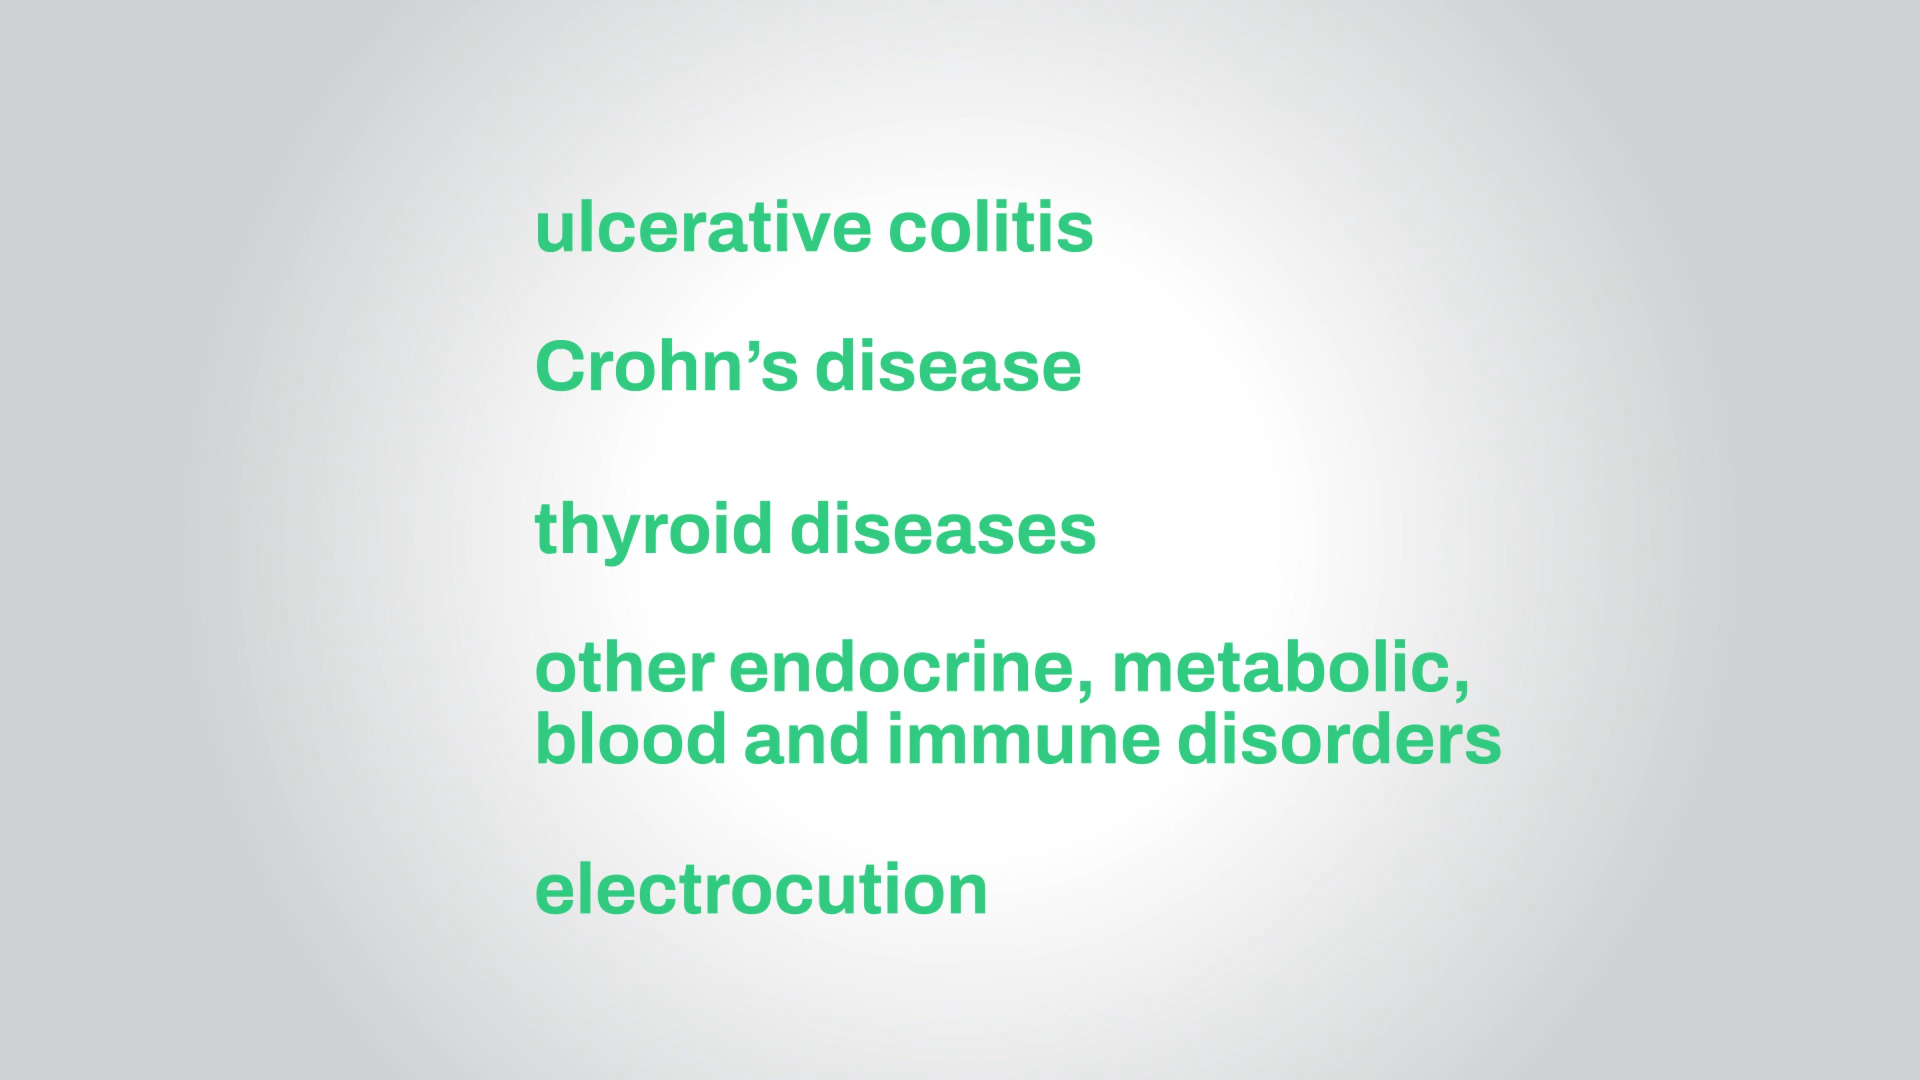 ulcerative colitis
Crohn’s disease
thyroid diseases
other endocrine, metabolic,
blood and immune disorders
electrocution